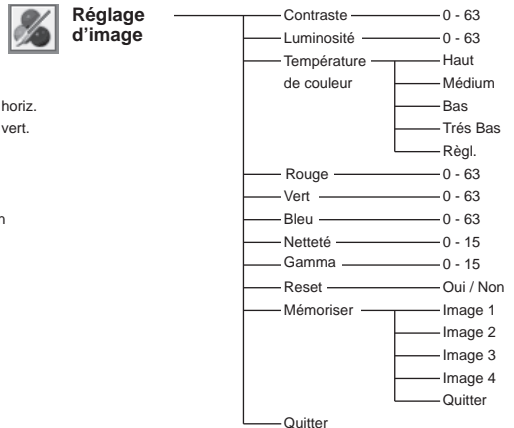 Réglage
d'image
horiz.
vert.
n
Contraste 0 - 63
Luminosité 0 - 63
Température Haut
de couleur Médium
Bas
Trés Bas
Règl.
Rouge 0 - 63
Vert 0 - 63
Bleu 0 - 63
Netteté 0 - 15
Gamma 0 - 15
Reset Oui / Non
Mémoriser Image 1
Image 2
Image 3
Image 4
Quitter
Quitter